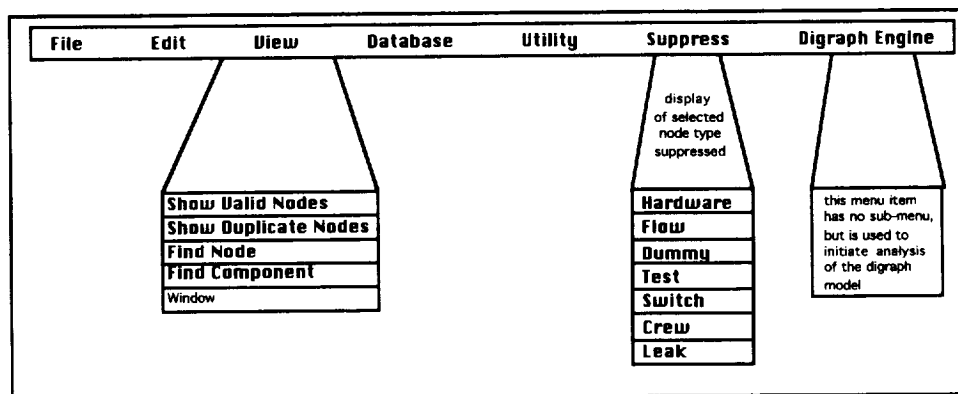 File Edit View Database Utility Suppress Digraph Engine
display
of selected
node type
suppressed
Show Valid Nodes
Show Duplicate Nodes
Find Node
Find Component
Window
Hardware
Flow
Dummy
Test
Switch
Crew
Leak
this menu item
has no sub-menu,
but is used to
initiate analysis
of the digraph
model